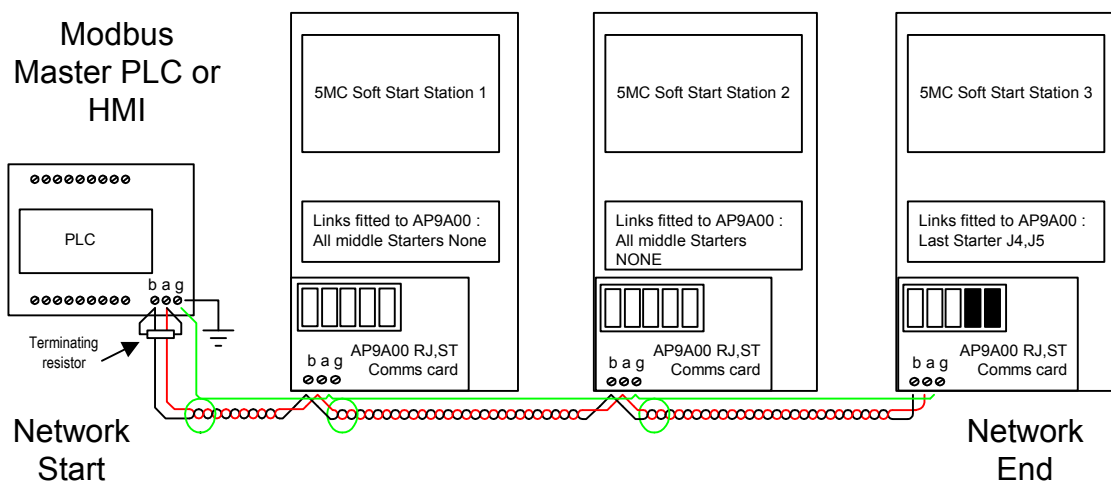 Modbus
Master PLC or
HMI
PLC
b a g
Terminating
resistor
Network
Start
5MC Soft Start Station 1
Links fitted to AP9A00 :
All middle Starters None
AP9A00 RJ,ST
Comms card
b a g
5MC Soft Start Station 2
Links fitted to AP9A00 :
All middle Starters
NONE
AP9A00 RJ,ST
Comms card
b a g
5MC Soft Start Station 3
Links fitted to AP9A00 :
Last Starter J4,J5
AP9A00 RJ,ST
Comms card
b a g
Network
End